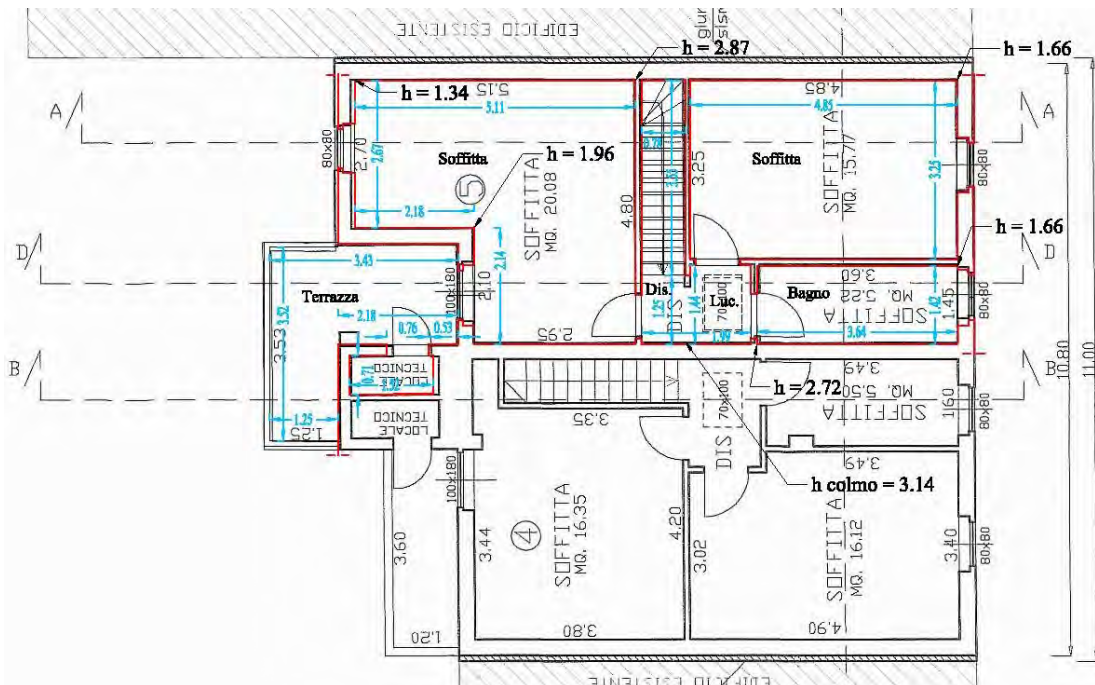 EDIFICIO ESISTENTE
h = 2.87
h = 1.66
h = 1.34
5.15
5.11
4.85
4.85
A
A
80x80
2.70
2.67
Soffitta
h = 1.96
0.78
3.25
Soffitta
SOFFITTA
MQ. 15.77
3.25
80x80
5
SOFFITTA
MQ. 20.08
4.80
2.18
h = 1.66
D
D
3.43
2.14
2.10
100x180
Terrazza
3.52
3.53
2.18
0.76
0.53
Dis.
1.25
DIS
1.44
Luc.
70x100
1.99
Bagno
3.60
SOFFITTA
MQ. 5.22
3.64
1.42
1.45
80x80
2.95
B
B
0.71
LOCALE
TECNICO
h = 2.72
3.49
SOFFITTA
MQ. 5.50
1.60
80x80
10.80
11.00
1.25
1.25
LOCALE
TECNICO
3.35
DIS
70x100
3.49
h colmo = 3.14
100x180
3.44
4
SOFFITTA
MQ. 16.35
4.20
3.02
SOFFITTA
MQ. 16.12
3.40
80x80
3.60
1.20
3.80
4.90
EDIFICIO ESISTENTE